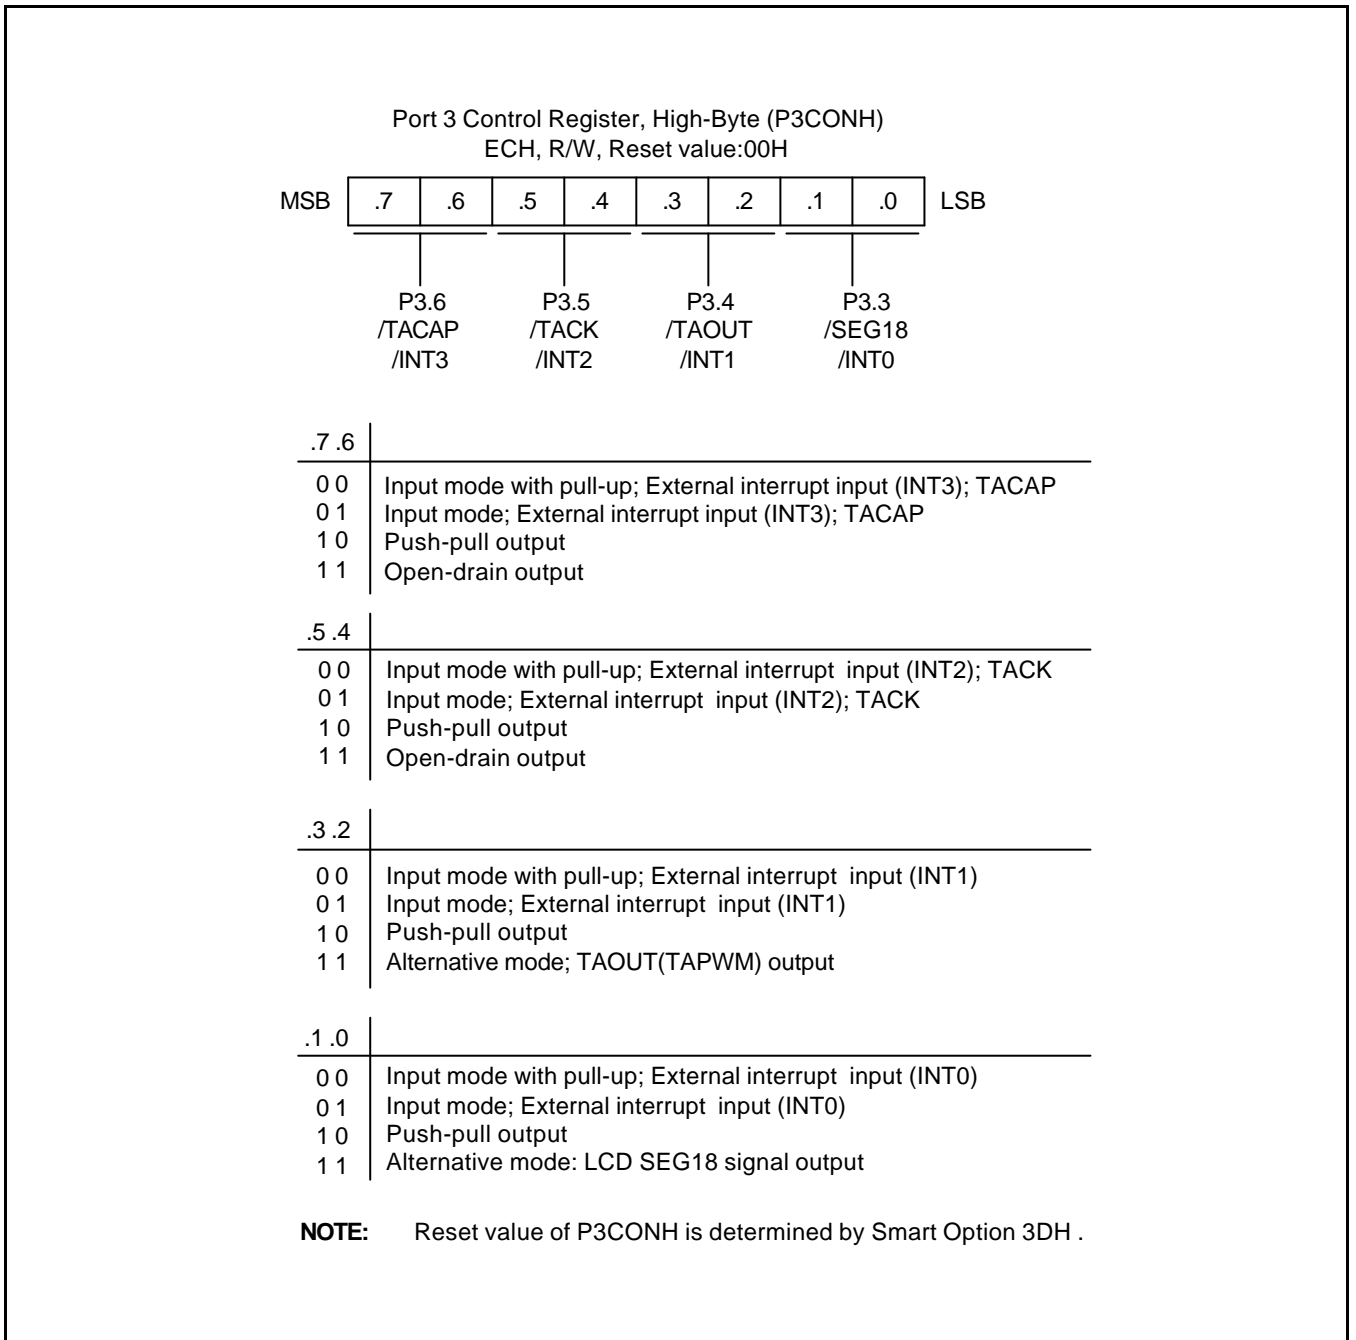 Port 3 Control Register, High-Byte (P3CONH)
ECH, R/W, Reset value:00H
MSB .7 .6 .5 .4 .3 .2 .1 .0 LSB
P3.6 P3.5 P3.4 P3.3
/TACAP /TACK /TAOUT /SEG18
/INT3 /INT2 /INT1 /INT0
.7 .6
0 0 Input mode with pull-up; External interrupt input (INT3); TACAP
0 1 Input mode; External interrupt input (INT3); TACAP
1 0 Push-pull output
1 1 Open-drain output
.5 .4
0 0 Input mode with pull-up; External interrupt input (INT2); TACK
0 1 Input mode; External interrupt input (INT2); TACK
1 0 Push-pull output
1 1 Open-drain output
.3 .2
0 0 Input mode with pull-up; External interrupt input (INT1)
0 1 Input mode; External interrupt input (INT1)
1 0 Push-pull output
1 1 Alternative mode; TAOUT(TAPWM) output
.1 .0
0 0 Input mode with pull-up; External interrupt input (INT0)
0 1 Input mode; External interrupt input (INT0)
1 0 Push-pull output
1 1 Alternative mode: LCD SEG18 signal output
NOTE: Reset value of P3CONH is determined by Smart Option 3DH .